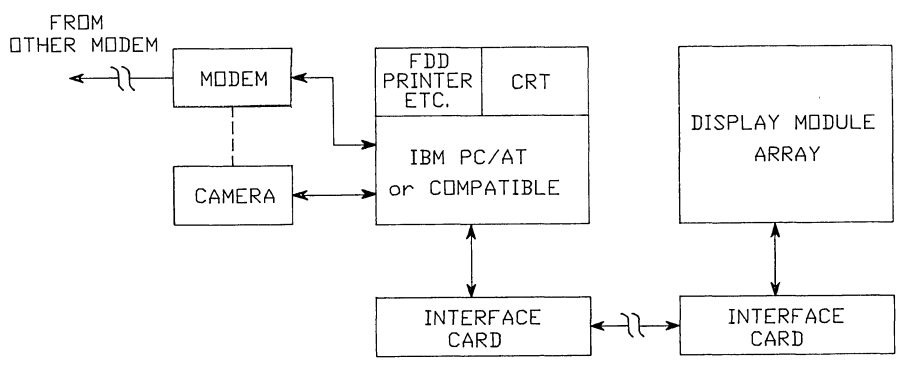 FROM
OTHER MODEM
MODEM
CAMERA
FDD
PRINTER
ETC.
CRT
IBM PC/AT
or COMPATIBLE
INTERFACE
CARD
DISPLAY MODULE
ARRAY
INTERFACE
CARD